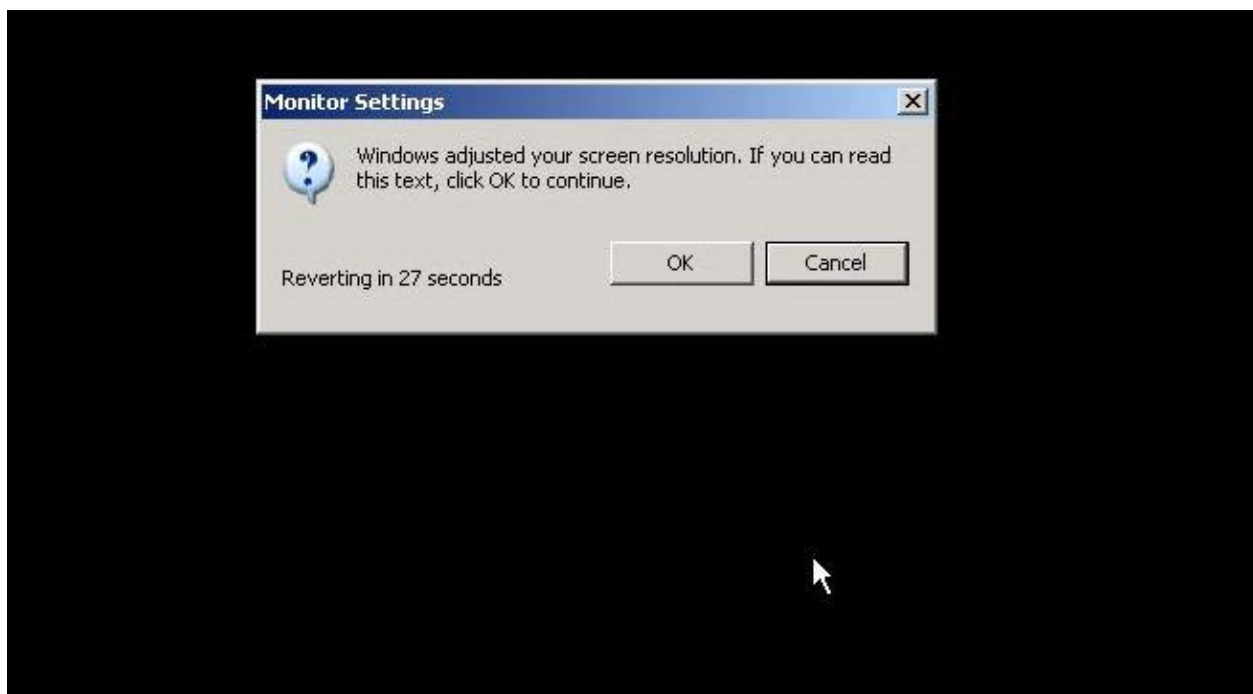 Monitor Settings
Windows adjusted your screen resolution. If you can read
this text, click OK to continue.
OK
Cancel
Reverting in 27 seconds